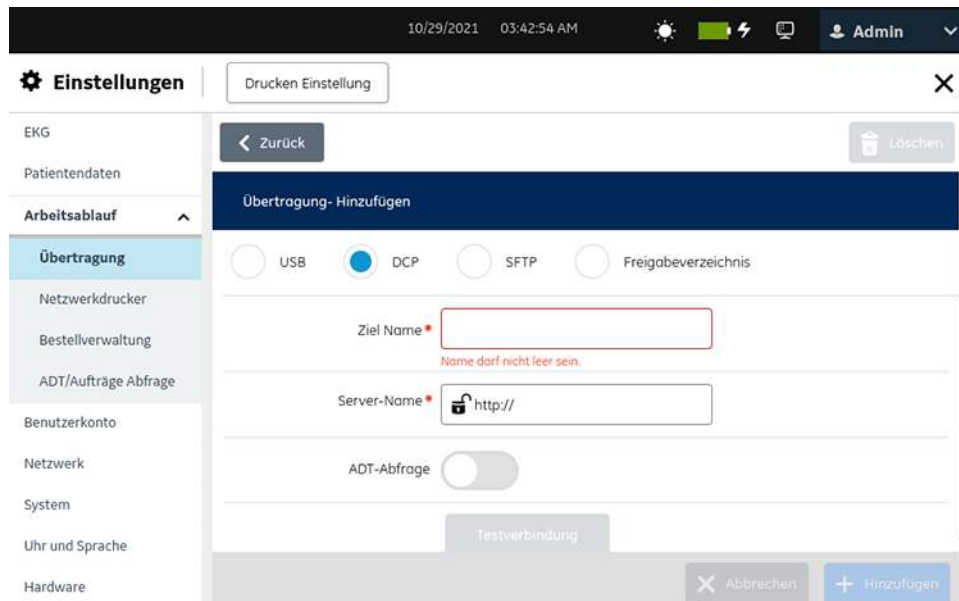 10/29/2021 03:42:54 AM Admin
Einstellungen Drucken Einstellung
EKG
Zurück Löschen
Patientendaten
Arbeitsablauf
Übertragung- Hinzufügen
Übertragung
USB DCP SFTP Freigabeverzeichnis
Netzwerkdrucker
Ziel Name*
Bestellverwaltung
Name darf nicht leer sein.
ADT/Aufträge Abfrage
Server-Name* http://
Benutzerkonto
Netzwerk
ADT-Abfrage
System
Testverbindung
Uhr und Sprache
Hardware
Abbrechen Hinzufügen